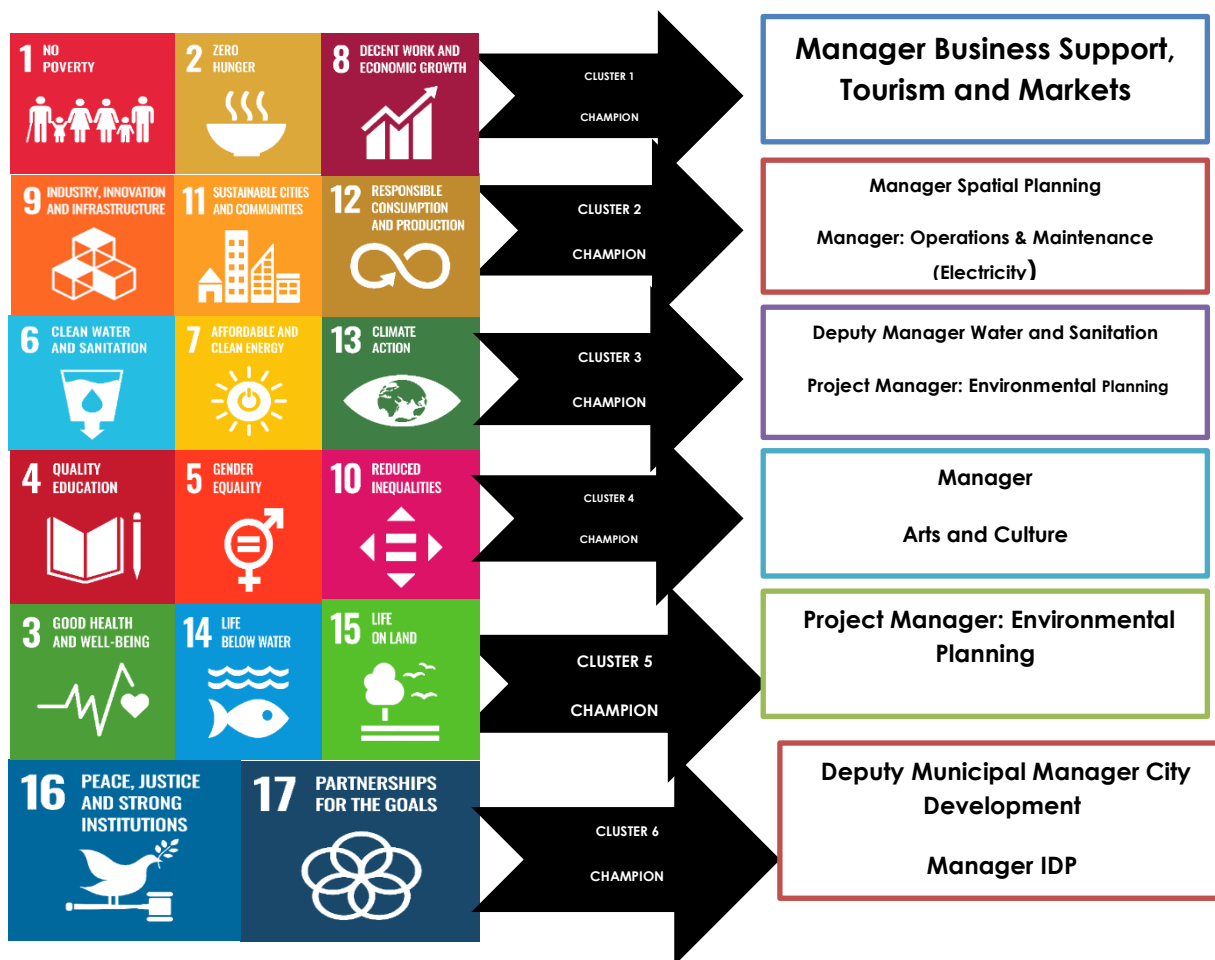 1 NO
POVERTY
2 ZERO
HUNGER
8 DECENT WORK AND
ECONOMIC GROWTH
CLUSTER 1
CHAMPION
Manager Business Support,
Tourism and Markets
9 INDUSTRY, INNOVATION
AND INFRASTRUCTURE
11 SUSTAINABLE CITIES
AND COMMUNITIES
12 RESPONSIBLE
CONSUMPTION
AND PRODUCTION
CLUSTER 2
CHAMPION
Manager Spatial Planning
Manager: Operations & Maintenance
(Electricity)
6 CLEAN WATER
AND SANITATION
7 AFFORDABLE AND
CLEAN ENERGY
13 CLIMATE
ACTION
CLUSTER 3
CHAMPION
Deputy Manager Water and Sanitation
Project Manager: Environmental Planning
4 QUALITY
EDUCATION
5 GENDER
EQUALITY
10 REDUCED
INEQUALITIES
CLUSTER 4
CHAMPION
Manager
Arts and Culture
3 GOOD HEALTH
AND WELL-BEING
14 LIFE
BELOW WATER
15 LIFE
ON LAND
CLUSTER 5
CHAMPION
Project Manager: Environmental
Planning
16 PEACE, JUSTICE
AND STRONG
INSTITUTIONS
17 PARTNERSHIPS
FOR THE GOALS
CLUSTER 6
CHAMPION
Deputy Municipal Manager City
Development
Manager IDP